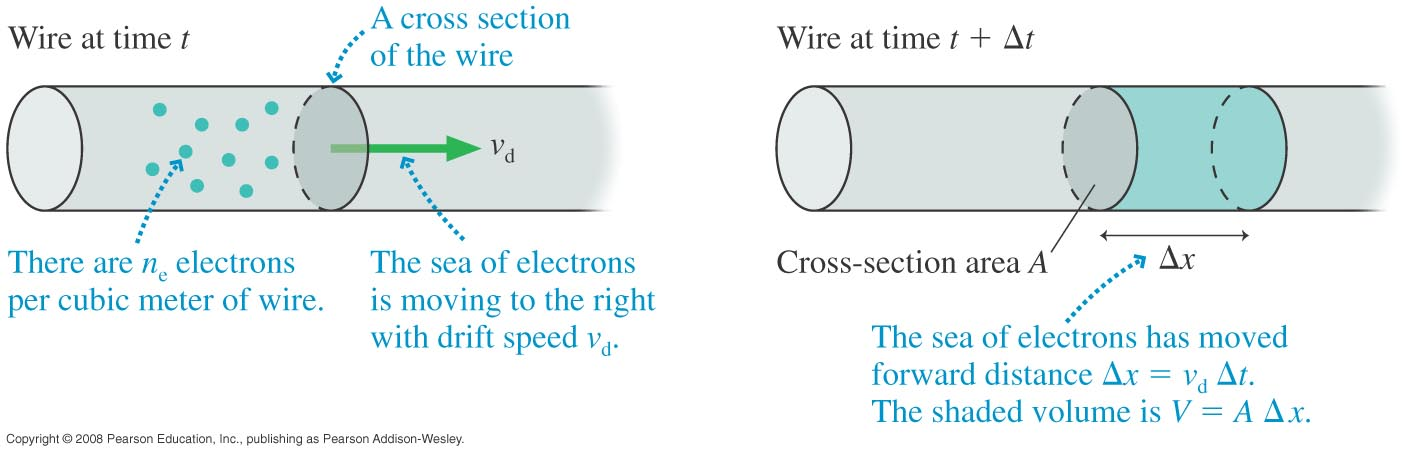 Wire at time t
A cross section
of the wire
v_d
There are n_e electrons
per cubic meter of wire.
The sea of electrons
is moving to the right
with drift speed v_d.
Wire at time t + Δt
Cross-section area A
Δx
The sea of electrons has moved
forward distance Δx = v_d Δt.
The shaded volume is V = A Δx.
Copyright © 2008 Pearson Education, Inc., publishing as Pearson Addison-Wesley.